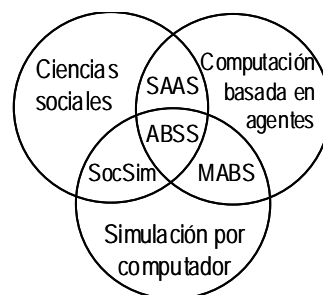 Ciencias
sociales
SAAS
Computación
basada en
agentes
ABSS
SocSim
MABS
Simulación por
computador